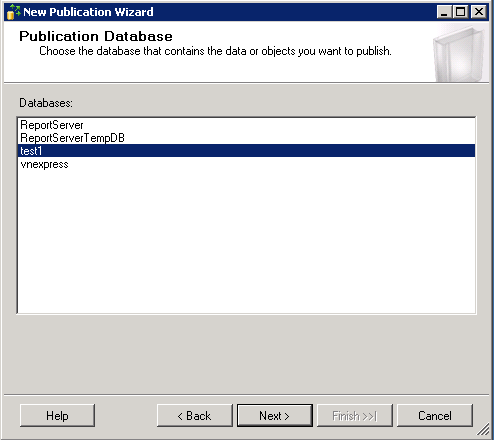 New Publication Wizard
Publication Database
Choose the database that contains the data or objects you want to publish.
Databases:
ReportServer
ReportServerTempDB
test1
vnexpress
Help
< Back
Next >
Finish >>|
Cancel